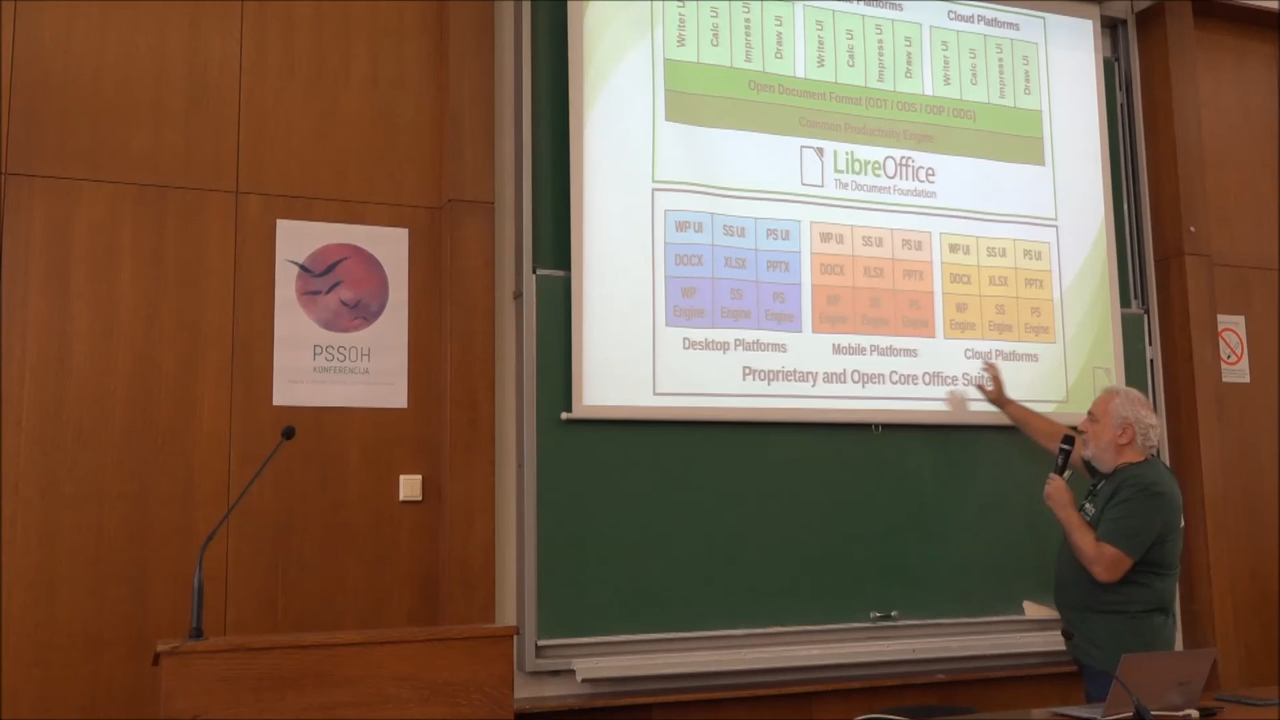 Platforms
Cloud Platforms
Writer UI
Calc UI
Impress UI
Draw UI
Writer UI
Calc UI
Impress UI
Draw UI
Writer UI
Calc UI
Impress UI
Draw UI
Open Document Format (ODT / ODS / ODP / ODG)
Common Productivity Engine
LibreOffice
The Document Foundation
WP UI SS UI PS UI
DOCX XLSX PPTX
WP Engine SS Engine PS Engine
Desktop Platforms
WP UI SS UI PS UI
DOCX XLSX PPTX
WP Engine SS Engine PS Engine
Mobile Platforms
WP UI SS UI PS UI
DOCX XLSX PPTX
WP Engine SS Engine PS Engine
Cloud Platforms
Proprietary and Open Core Office Suites
PSSOH
KONFERENCIJA